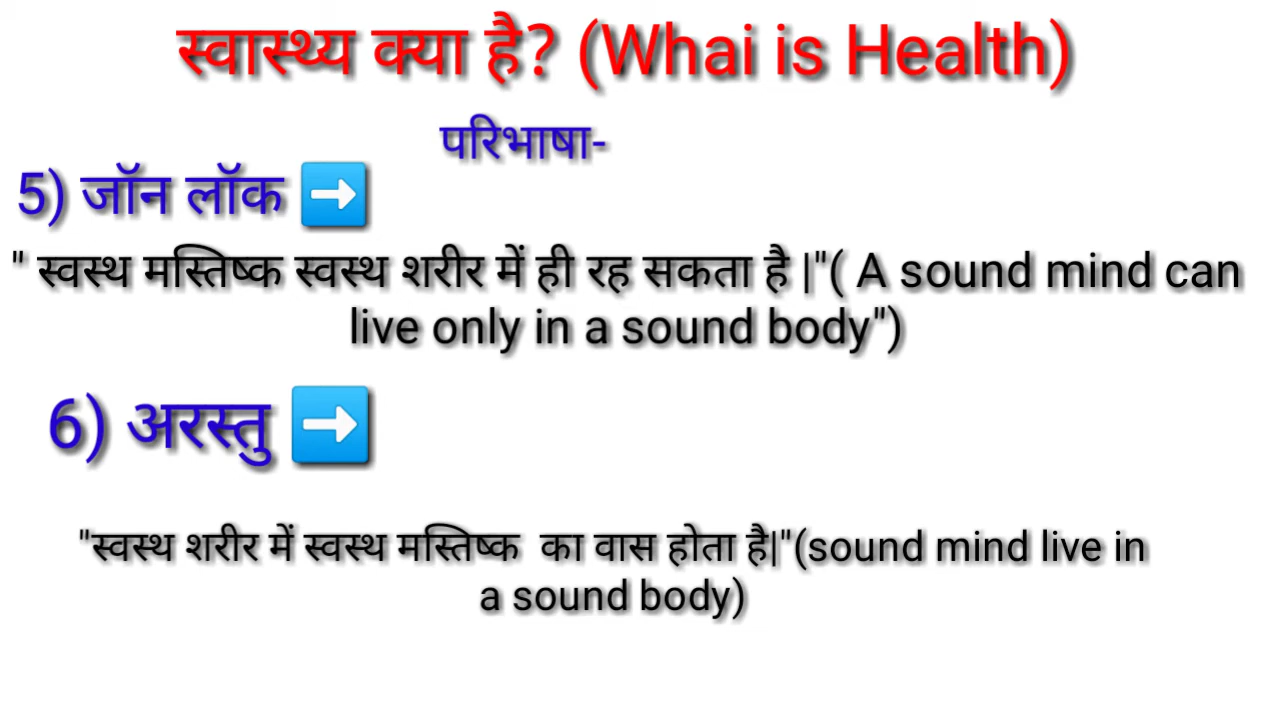 स्वास्थ्य क्या है? (Whai is Health)
परिभाषा-
5) जॉन लॉक ➡
" स्वस्थ मस्तिष्क स्वस्थ शरीर में ही रह सकता है |"( A sound mind can
live only in a sound body")
6) अरस्तु ➡
"स्वस्थ शरीर में स्वस्थ मस्तिष्क का वास होता है|"(sound mind live in
a sound body)